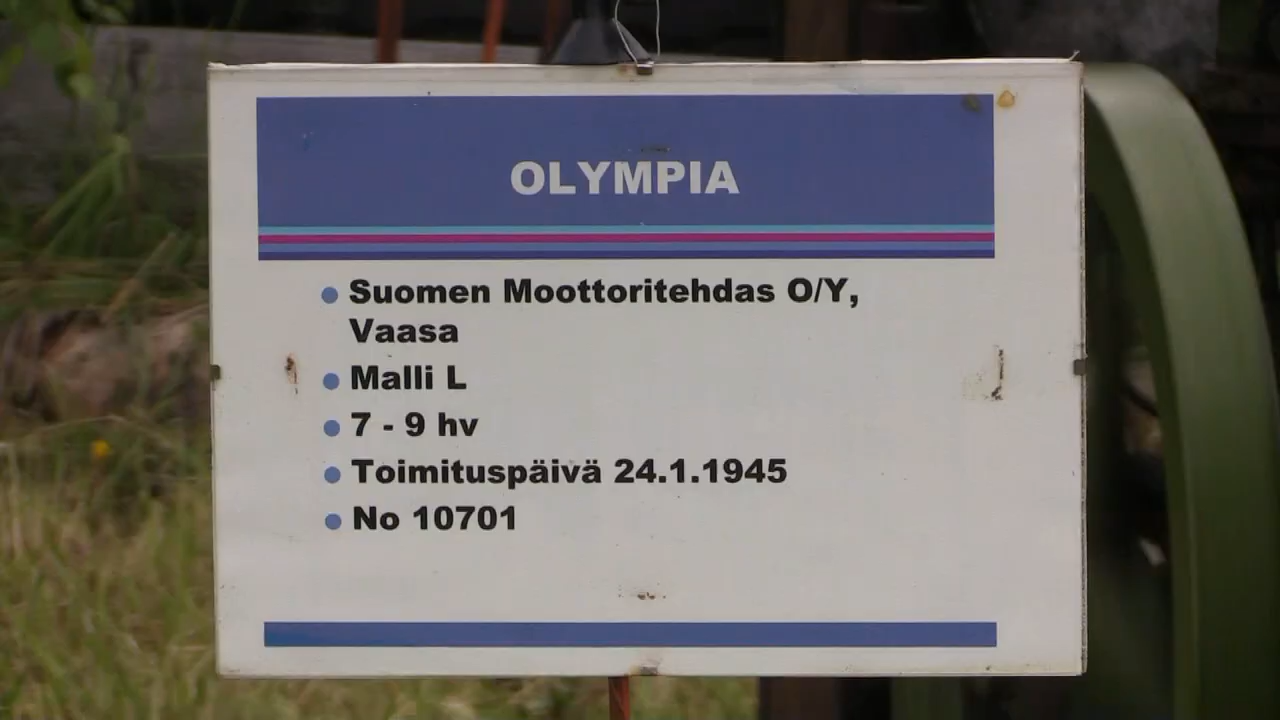 OLYMPIA
Suomen Moottoritehdas O/Y,
Vaasa
Malli L
7 - 9 hv
Toimituspäivä 24.1.1945
No 10701